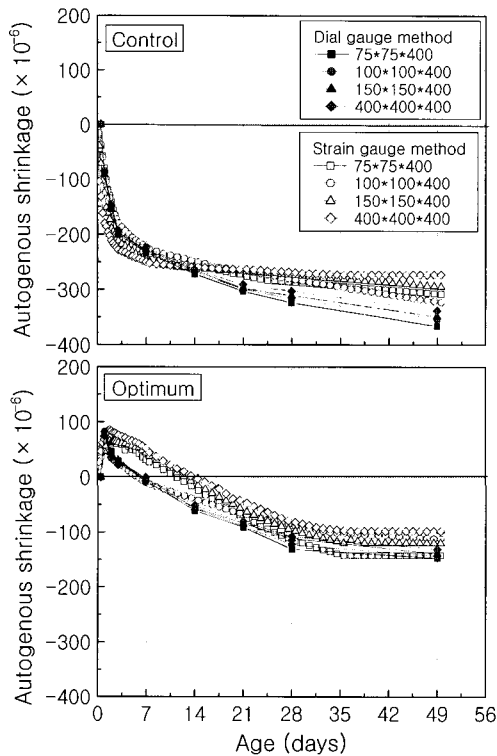 Control
Dial gauge method
75*75*400
100*100*400
150*150*400
400*400*400
Strain gauge method
75*75*400
100*100*400
150*150*400
400*400*400
Autogenous shrinkage (× 10⁻⁶)
200
100
0
-100
-200
-300
-400
Optimum
Autogenous shrinkage (× 10⁻⁶)
200
100
0
-100
-200
-300
-400
0 7 14 21 28 35 42 49 56
Age (days)